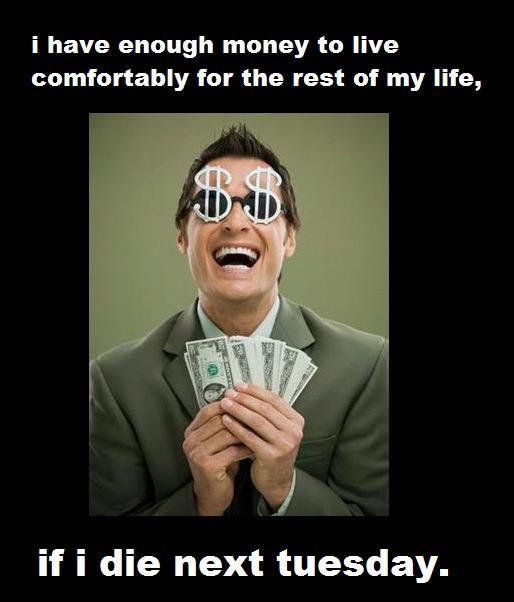 i have enough money to live
comfortably for the rest of my life,
if i die next tuesday.